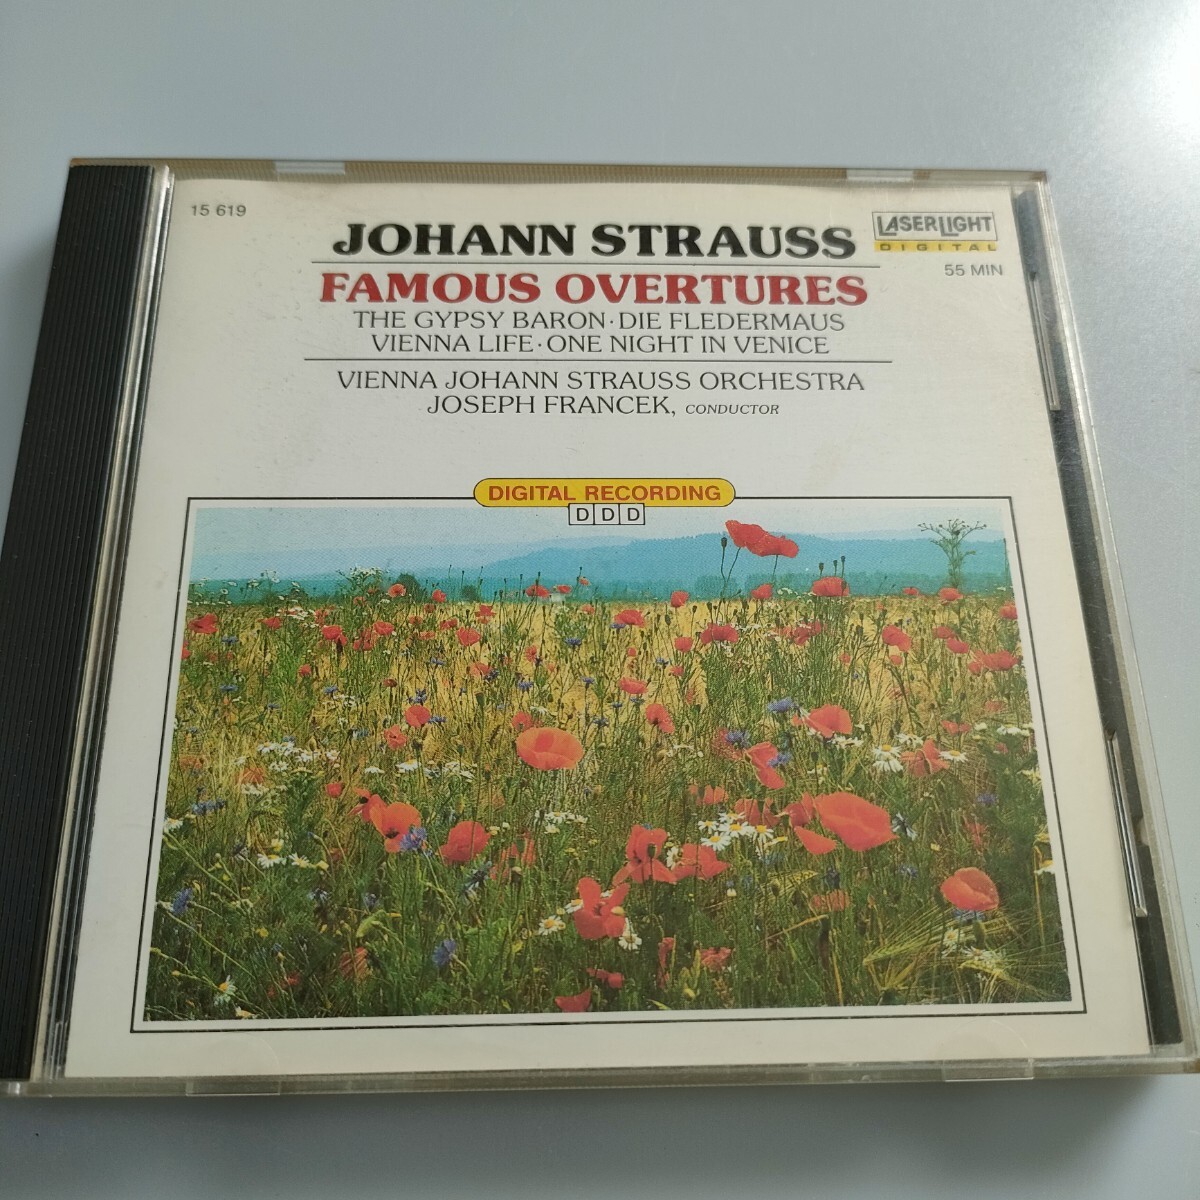 15 619
JOHANN STRAUSS
LASERLIGHT
DIGITAL
55 MIN
FAMOUS OVERTURES
THE GYPSY BARON · DIE FLEDERMAUS
VIENNA LIFE · ONE NIGHT IN VENICE
VIENNA JOHANN STRAUSS ORCHESTRA
JOSEPH FRANCEK, CONDUCTOR
DIGITAL RECORDING
DDD